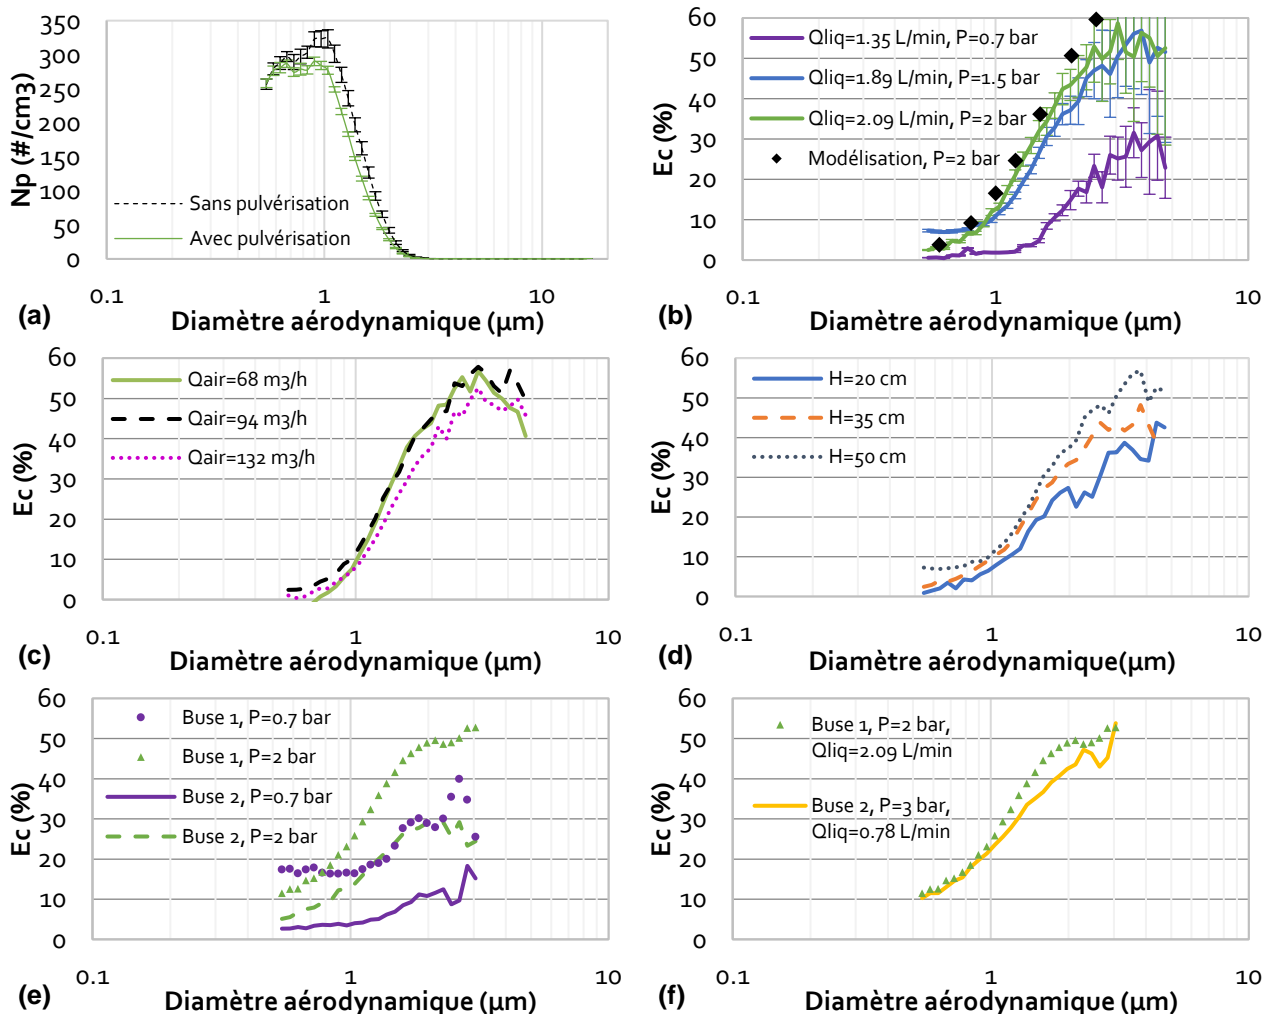 350
300
250
200
150
100
50
0
Np (#/cm3)
Sans pulvérisation
Avec pulvérisation
0.1
1
10
(a)
Diamètre aérodynamique (µm)
60
50
40
30
20
10
0
Ec (%)
Qliq=1.35 L/min, P=0.7 bar
Qliq=1.89 L/min, P=1.5 bar
Qliq=2.09 L/min, P=2 bar
Modélisation, P=2 bar
0.1
1
10
(b)
Diamètre aérodynamique (µm)
60
50
40
30
20
10
0
Ec (%)
Qair=68 m3/h
Qair=94 m3/h
Qair=132 m3/h
0.1
1
10
(c)
Diamètre aérodynamique (µm)
60
50
40
30
20
10
0
Ec (%)
H=20 cm
H=35 cm
H=50 cm
0.1
1
10
(d)
Diamètre aérodynamique(µm)
60
50
40
30
20
10
0
Ec (%)
Buse 1, P=0.7 bar
Buse 1, P=2 bar
Buse 2, P=0.7 bar
Buse 2, P=2 bar
0.1
1
10
(e)
Diamètre aérodynamique (µm)
60
50
40
30
20
10
0
Ec (%)
Buse 1, P=2 bar,
Qliq=2.09 L/min
Buse 2, P=3 bar,
Qliq=0.78 L/min
0.1
1
10
(f)
Diamètre aérodynamique (µm)